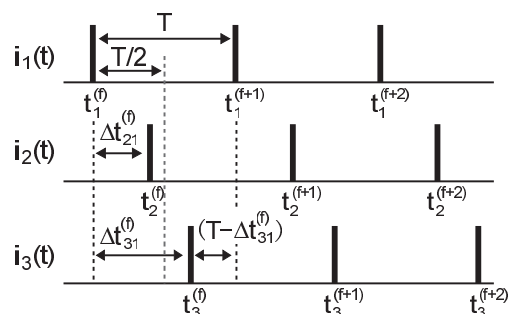 T
i₁(t)
T/2
t₁⁽ᶠ⁾ t₁⁽ᶠ⁺¹⁾ t₁⁽ᶠ⁺²⁾
Δt₂₁⁽ᶠ⁾
i₂(t)
t₂⁽ᶠ⁾ t₂⁽ᶠ⁺¹⁾ t₂⁽ᶠ⁺²⁾
Δt₃₁⁽ᶠ⁾ (T-Δt₃₁⁽ᶠ⁾)
i₃(t)
t₃⁽ᶠ⁾ t₃⁽ᶠ⁺¹⁾ t₃⁽ᶠ⁺²⁾